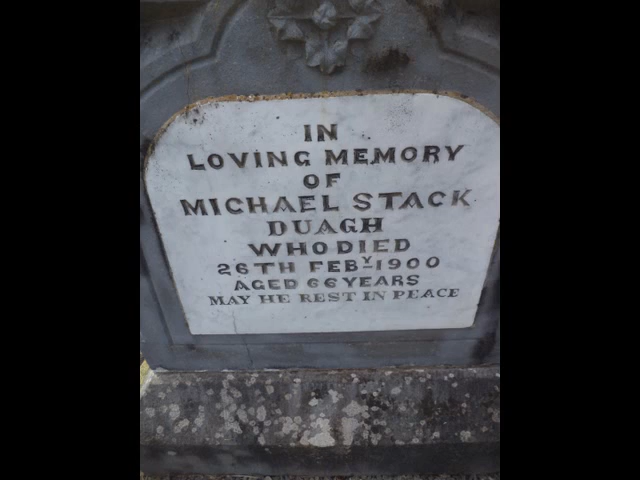 IN
LOVING MEMORY
OF
MICHAEL STACK
DUAGH
WHO DIED
26TH FEBY 1900
AGED 66 YEARS
MAY HE REST IN PEACE